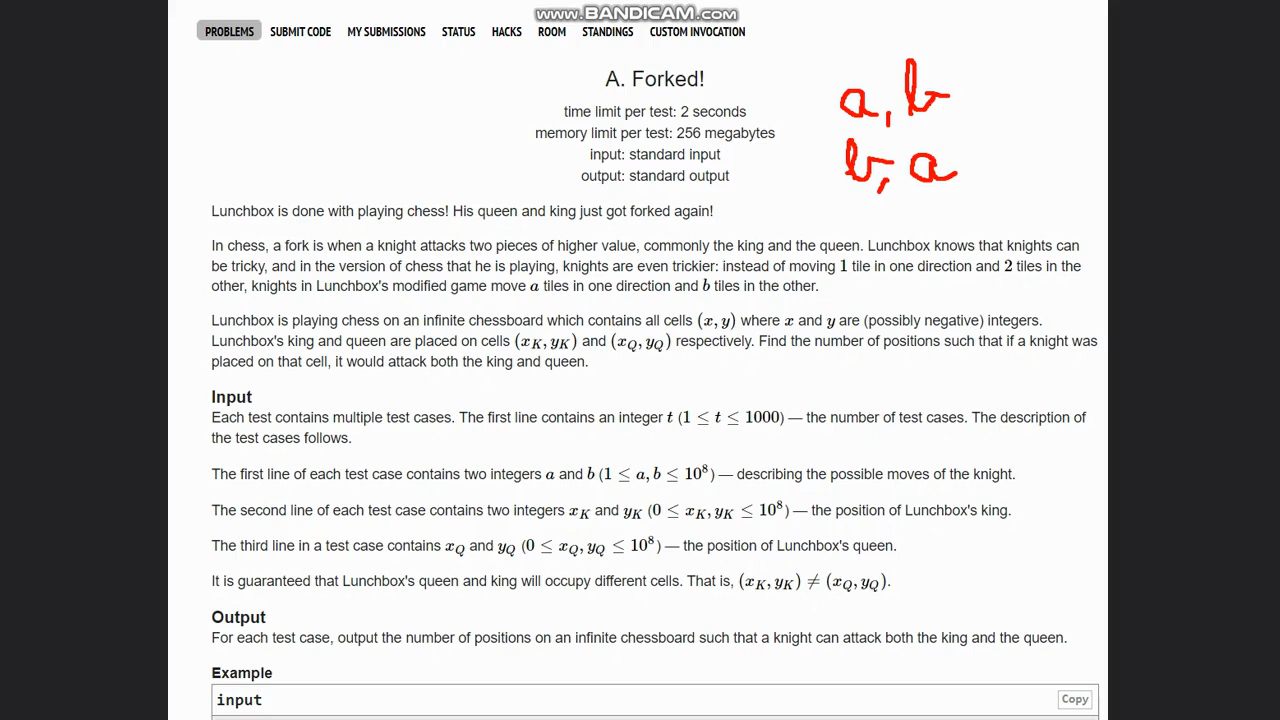 www.BANDICAM.com
PROBLEMS SUBMIT CODE MY SUBMISSIONS STATUS HACKS ROOM STANDINGS CUSTOM INVOCATION
A. Forked!
time limit per test: 2 seconds
memory limit per test: 256 megabytes
input: standard input
output: standard output
a, b
b, a
Lunchbox is done with playing chess! His queen and king just got forked again!
In chess, a fork is when a knight attacks two pieces of higher value, commonly the king and the queen. Lunchbox knows that knights can
be tricky, and in the version of chess that he is playing, knights are even trickier: instead of moving 1 tile in one direction and 2 tiles in the
other, knights in Lunchbox's modified game move a tiles in one direction and b tiles in the other.
Lunchbox is playing chess on an infinite chessboard which contains all cells (x, y) where x and y are (possibly negative) integers.
Lunchbox's king and queen are placed on cells (x_K, y_K) and (x_Q, y_Q) respectively. Find the number of positions such that if a knight was
placed on that cell, it would attack both the king and queen.
Input
Each test contains multiple test cases. The first line contains an integer t (1 ≤ t ≤ 1000) — the number of test cases. The description of
the test cases follows.
The first line of each test case contains two integers a and b (1 ≤ a, b ≤ 10⁸) — describing the possible moves of the knight.
The second line of each test case contains two integers x_K and y_K (0 ≤ x_K, y_K ≤ 10⁸) — the position of Lunchbox's king.
The third line in a test case contains x_Q and y_Q (0 ≤ x_Q, y_Q ≤ 10⁸) — the position of Lunchbox's queen.
It is guaranteed that Lunchbox's queen and king will occupy different cells. That is, (x_K, y_K) ≠ (x_Q, y_Q).
Output
For each test case, output the number of positions on an infinite chessboard such that a knight can attack both the king and the queen.
Example
input Copy